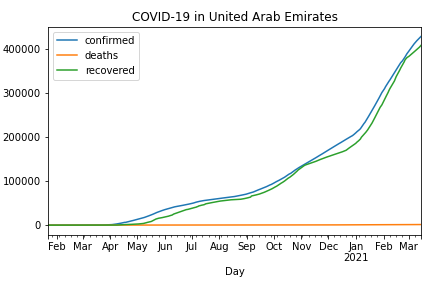 COVID-19 in United Arab Emirates
confirmed
deaths
recovered
400000
300000
200000
100000
0
Feb Mar Apr May Jun Jul Aug Sep Oct Nov Dec Jan Feb Mar
2021
Day